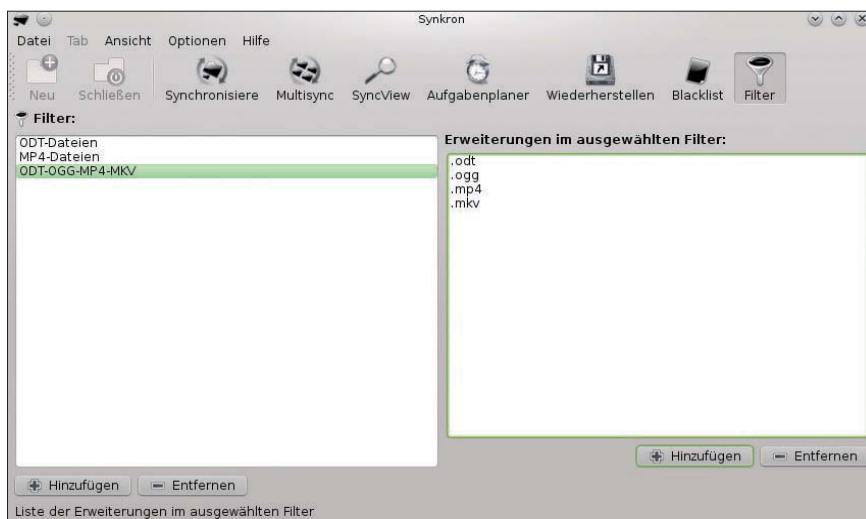 Synkron
Datei Tab Ansicht Optionen Hilfe
Neu Schließen Synchronisiere Multisync SyncView Aufgabenplaner Wiederherstellen Blacklist Filter
Filter:
ODT-Dateien
MP4-Dateien
ODT-OGG-MP4-MKV
Hinzufügen Entfernen
Erweiterungen im ausgewählten Filter:
.odt
.ogg
.mp4
.mkv
Hinzufügen Entfernen
Liste der Erweiterungen im ausgewählten Filter